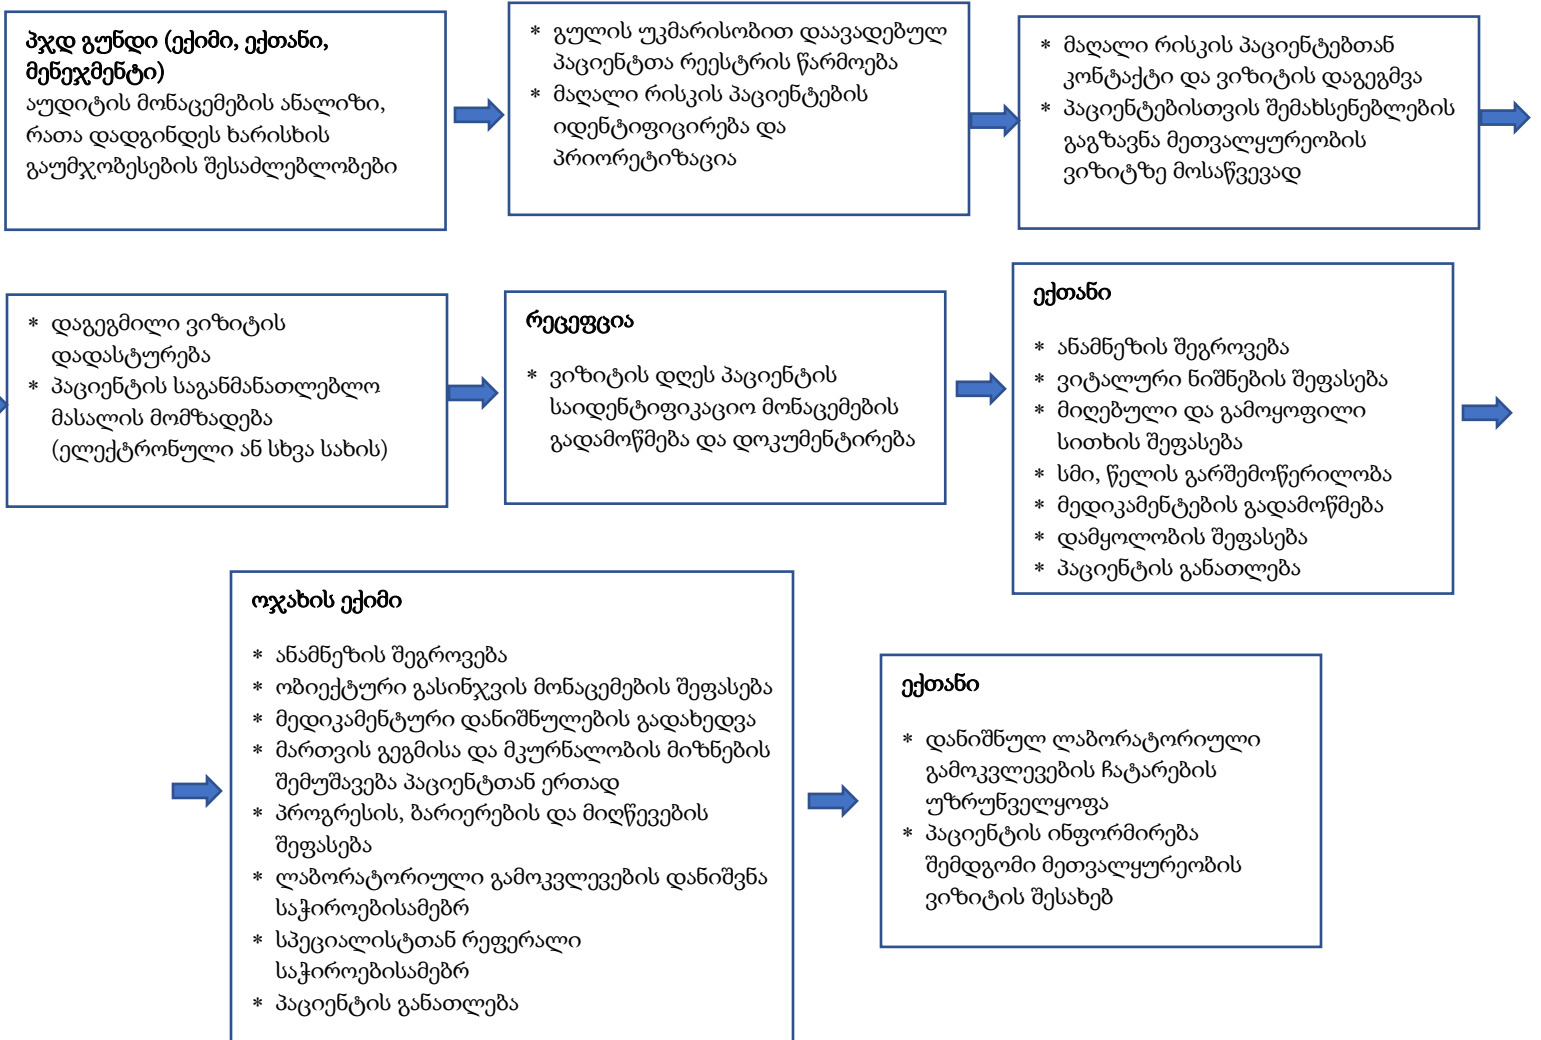 პჯდ გუნდი (ექიმი, ექთანი,
მენეჯმენტი)
აუდიტის მონაცემების ანალიზი,
რათა დადგინდეს ხარისხის
გაუმჯობესების შესაძლებლობები
* გულის უკმარისობით დაავადებულ
პაციენტთა რეესტრის წარმოება
* მაღალი რისკის პაციენტების
იდენტიფიცირება და
პრიორეტიზაცია
* მაღალი რისკის პაციენტებთან
კონტაქტი და ვიზიტის დაგეგმვა
* პაციენტებისთვის შემახსენებლების
გაგზავნა მეთვალყურეობის
ვიზიტზე მოსაწვევად
* დაგეგმილი ვიზიტის
დადასტურება
* პაციენტის საგანმანათლებლო
მასალის მომზადება
(ელექტრონული ან სხვა სახის)
რეცეფცია
* ვიზიტის დღეს პაციენტის
საიდენტიფიკაციო მონაცემების
გადამოწმება და დოკუმენტირება
ექთანი
* ანამნეზის შეგროვება
* ვიტალური ნიშნების შეფასება
* მიღებული და გამოყოფილი
სითხის შეფასება
* სმი, წელის გარშემოწერილობა
* მედიკამენტების გადამოწმება
* დამყოლობის შეფასება
* პაციენტის განათლება
ოჯახის ექიმი
* ანამნეზის შეგროვება
* ობიექტური გასინჯვის მონაცემების შეფასება
* მედიკამენტური დანიშნულების გადახედვა
* მართვის გეგმისა და მკურნალობის მიზნების
შემუშავება პაციენტთან ერთად
* პროგრესის, ბარიერების და მიღწევების
შეფასება
* ლაბორატორიული გამოკვლევების დანიშვნა
საჭიროებისამებრ
* სპეციალისტთან რეფერალი
საჭიროებისამებრ
* პაციენტის განათლება
ექთანი
* დანიშნულ ლაბორატორიული
გამოკვლევების ჩატარების
უზრუნველყოფა
* პაციენტის ინფორმირება
შემდგომი მეთვალყურეობის
ვიზიტის შესახებ